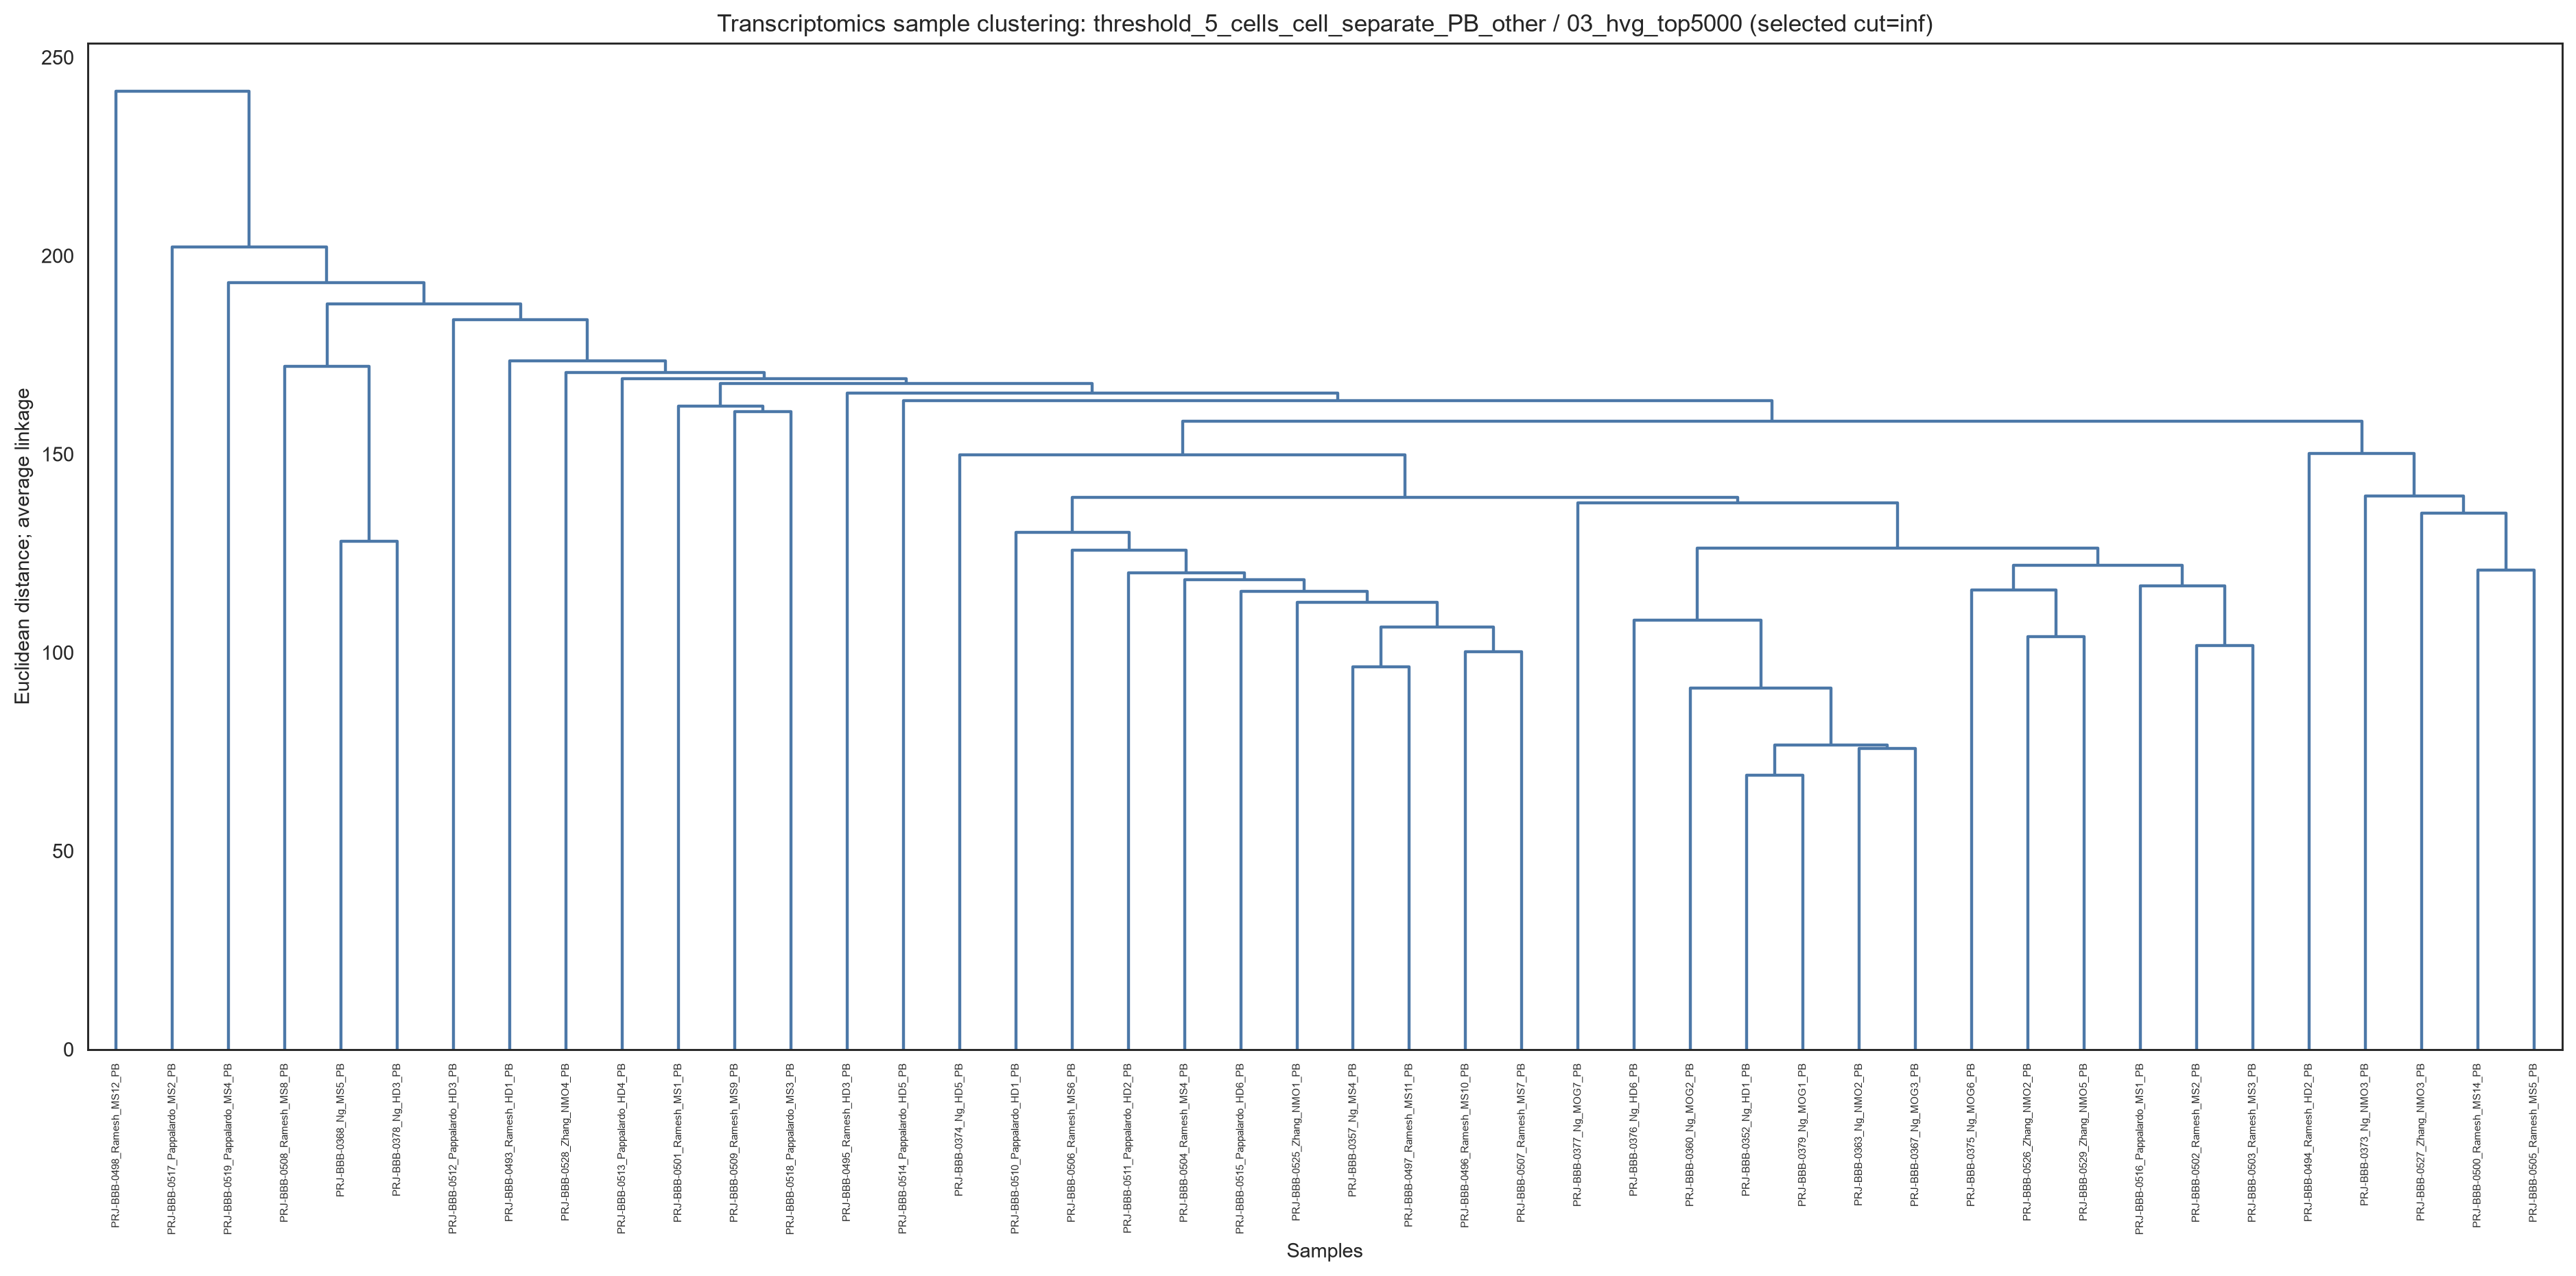 Transcriptomics sample clustering: threshold_5_cells_cell_separate_PB_other / 03_hvg_top5000 (selected cut=inf)
250
200
150
100
50
0
Euclidean distance; average linkage
PRJ-BBB-0498_Ramesh_MS12_PB
PRJ-BBB-0517_Pappalardo_MS2_PB
PRJ-BBB-0519_Pappalardo_MS4_PB
PRJ-BBB-0508_Ramesh_MS8_PB
PRJ-BBB-0368_Ng_MS5_PB
PRJ-BBB-0378_Ng_HD3_PB
PRJ-BBB-0512_Pappalardo_HD3_PB
PRJ-BBB-0493_Ramesh_HD1_PB
PRJ-BBB-0528_Zhang_NMO4_PB
PRJ-BBB-0513_Pappalardo_HD4_PB
PRJ-BBB-0501_Ramesh_MS1_PB
PRJ-BBB-0509_Ramesh_MS9_PB
PRJ-BBB-0518_Pappalardo_MS3_PB
PRJ-BBB-0495_Ramesh_HD3_PB
PRJ-BBB-0514_Pappalardo_HD5_PB
PRJ-BBB-0374_Ng_HD5_PB
PRJ-BBB-0510_Pappalardo_HD1_PB
PRJ-BBB-0506_Ramesh_MS6_PB
PRJ-BBB-0511_Pappalardo_HD2_PB
PRJ-BBB-0504_Ramesh_MS4_PB
PRJ-BBB-0515_Pappalardo_HD6_PB
PRJ-BBB-0525_Zhang_NMO1_PB
PRJ-BBB-0357_Ng_MS4_PB
PRJ-BBB-0497_Ramesh_MS11_PB
PRJ-BBB-0496_Ramesh_MS10_PB
PRJ-BBB-0507_Ramesh_MS7_PB
PRJ-BBB-0377_Ng_MOG7_PB
PRJ-BBB-0376_Ng_HD6_PB
PRJ-BBB-0360_Ng_MOG2_PB
PRJ-BBB-0352_Ng_HD1_PB
PRJ-BBB-0379_Ng_MOG1_PB
PRJ-BBB-0363_Ng_NMO2_PB
PRJ-BBB-0367_Ng_MOG3_PB
PRJ-BBB-0375_Ng_MOG6_PB
PRJ-BBB-0526_Zhang_NMO2_PB
PRJ-BBB-0529_Zhang_NMO5_PB
PRJ-BBB-0516_Pappalardo_MS1_PB
PRJ-BBB-0502_Ramesh_MS2_PB
PRJ-BBB-0503_Ramesh_MS3_PB
PRJ-BBB-0494_Ramesh_HD2_PB
PRJ-BBB-0373_Ng_NMO3_PB
PRJ-BBB-0527_Zhang_NMO3_PB
PRJ-BBB-0500_Ramesh_MS14_PB
PRJ-BBB-0505_Ramesh_MS5_PB
Samples